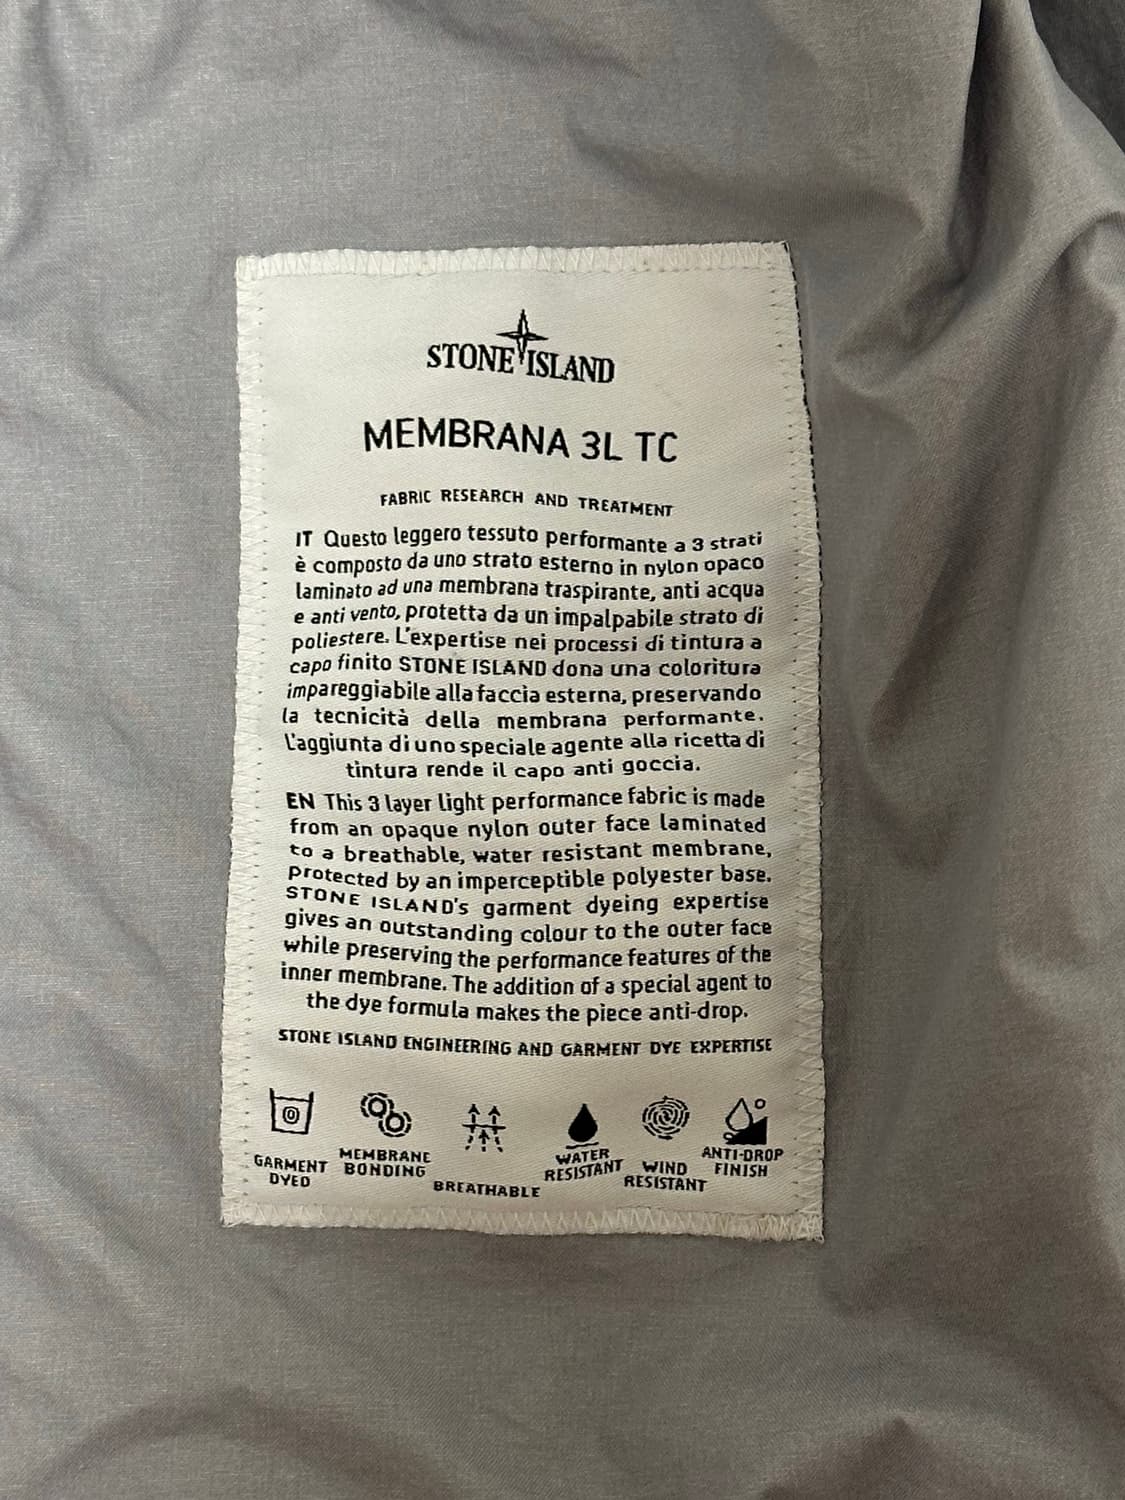 STONE ISLAND
MEMBRANA 3L TC
FABRIC RESEARCH AND TREATMENT
IT Questo leggero tessuto performante a 3 strati
è composto da uno strato esterno in nylon opaco
laminato ad una membrana traspirante, anti acqua
e anti vento, protetta da un impalpabile strato di
poliestere. L'expertise nei processi di tintura a
capo finito STONE ISLAND dona una coloritura
impareggiabile alla faccia esterna, preservando
la tecnicità della membrana performante.
L'aggiunta di uno speciale agente alla ricetta di
tintura rende il capo anti goccia.
EN This 3 layer light performance fabric is made
from an opaque nylon outer face laminated
to a breathable, water resistant membrane,
protected by an imperceptible polyester base.
STONE ISLAND's garment dyeing expertise
gives an outstanding colour to the outer face
while preserving the performance features of the
inner membrane. The addition of a special agent to
the dye formula makes the piece anti-drop.
STONE ISLAND ENGINEERING AND GARMENT DYE EXPERTISE
GARMENT DYED
MEMBRANE BONDING
BREATHABLE
WATER RESISTANT
WIND RESISTANT
ANTI-DROP FINISH